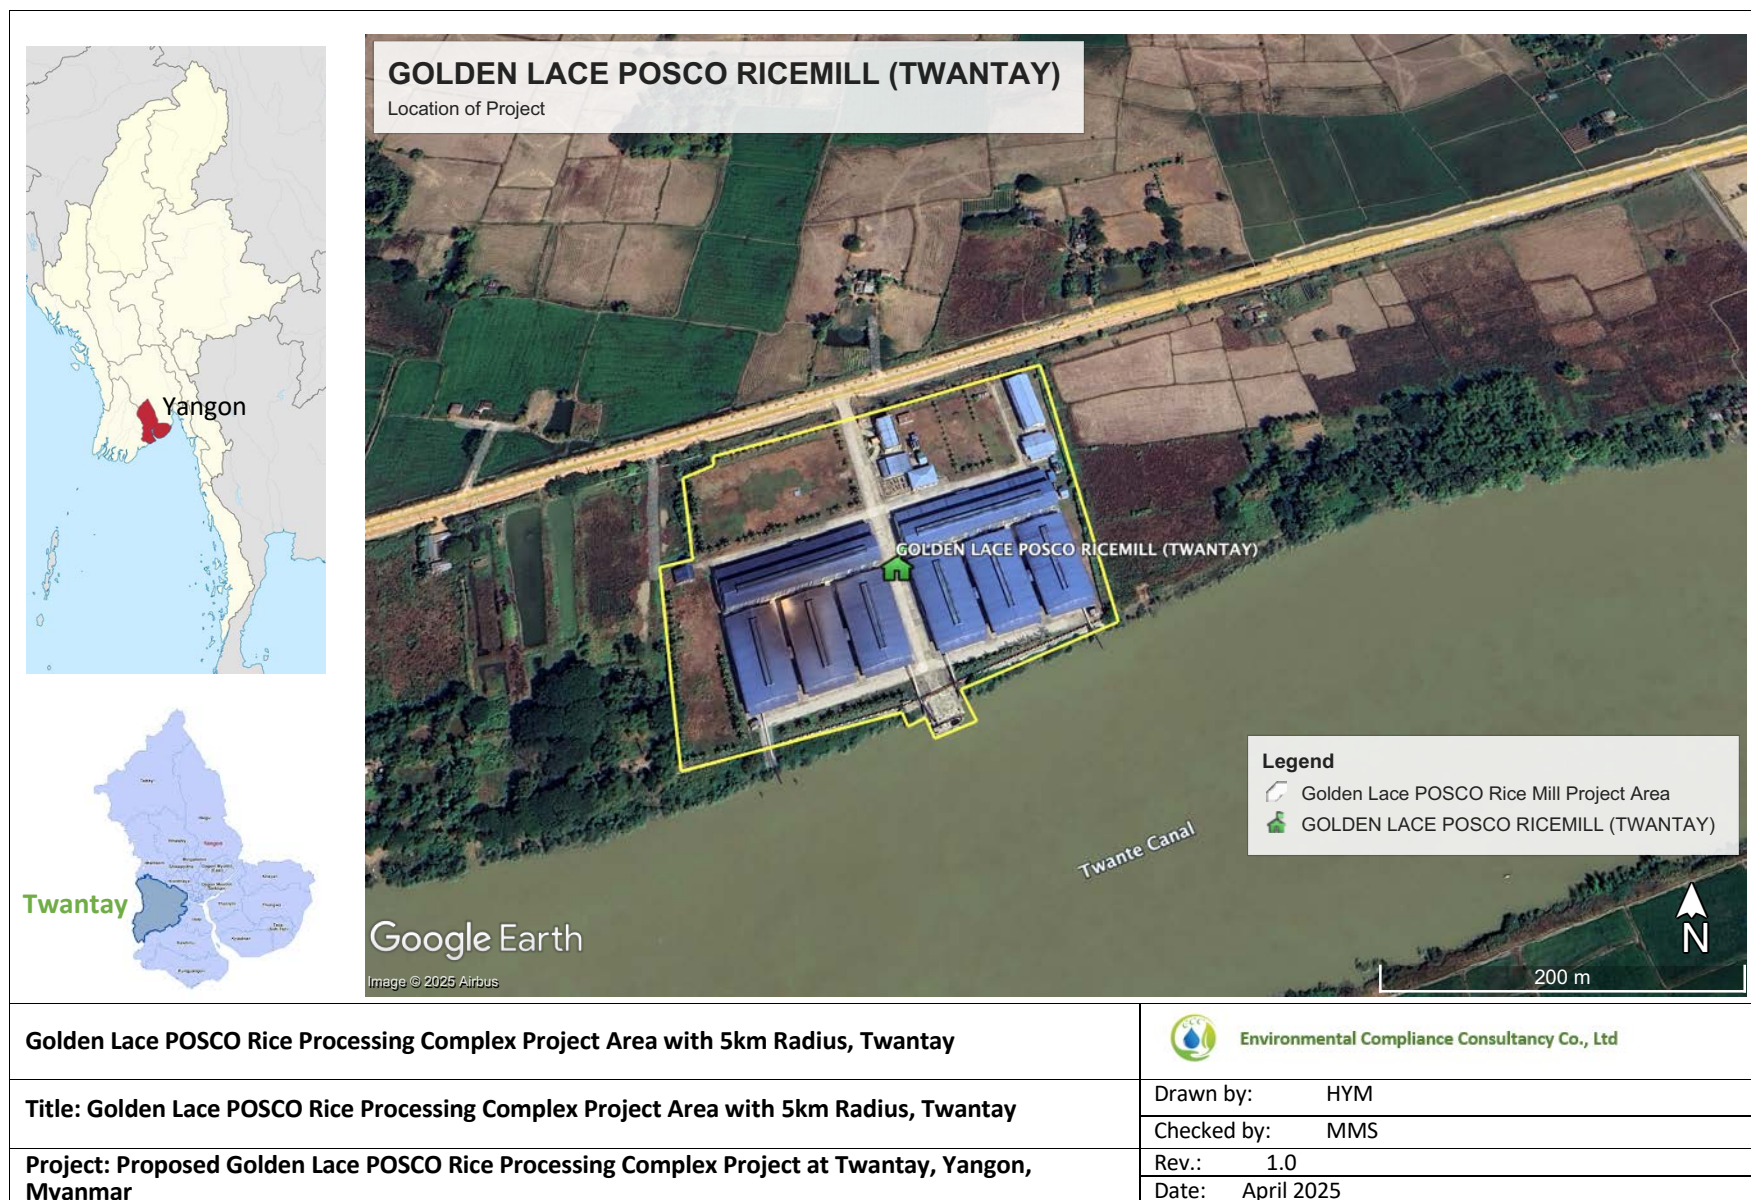 GOLDEN LACE POSCO RICEMILL (TWANTAY)
Location of Project
Yangon
GOLDEN LACE POSCO RICEMILL (TWANTAY)
Legend
Golden Lace POSCO Rice Mill Project Area
GOLDEN LACE POSCO RICEMILL (TWANTAY)
Twante Canal
Twantay
Google Earth
Image © 2025 Airbus
N
200 m
Golden Lace POSCO Rice Processing Complex Project Area with 5km Radius, Twantay
Environmental Compliance Consultancy Co., Ltd
Title: Golden Lace POSCO Rice Processing Complex Project Area with 5km Radius, Twantay
Drawn by: HYM
Checked by: MMS
Project: Proposed Golden Lace POSCO Rice Processing Complex Project at Twantay, Yangon,
Myanmar
Rev.: 1.0
Date: April 2025